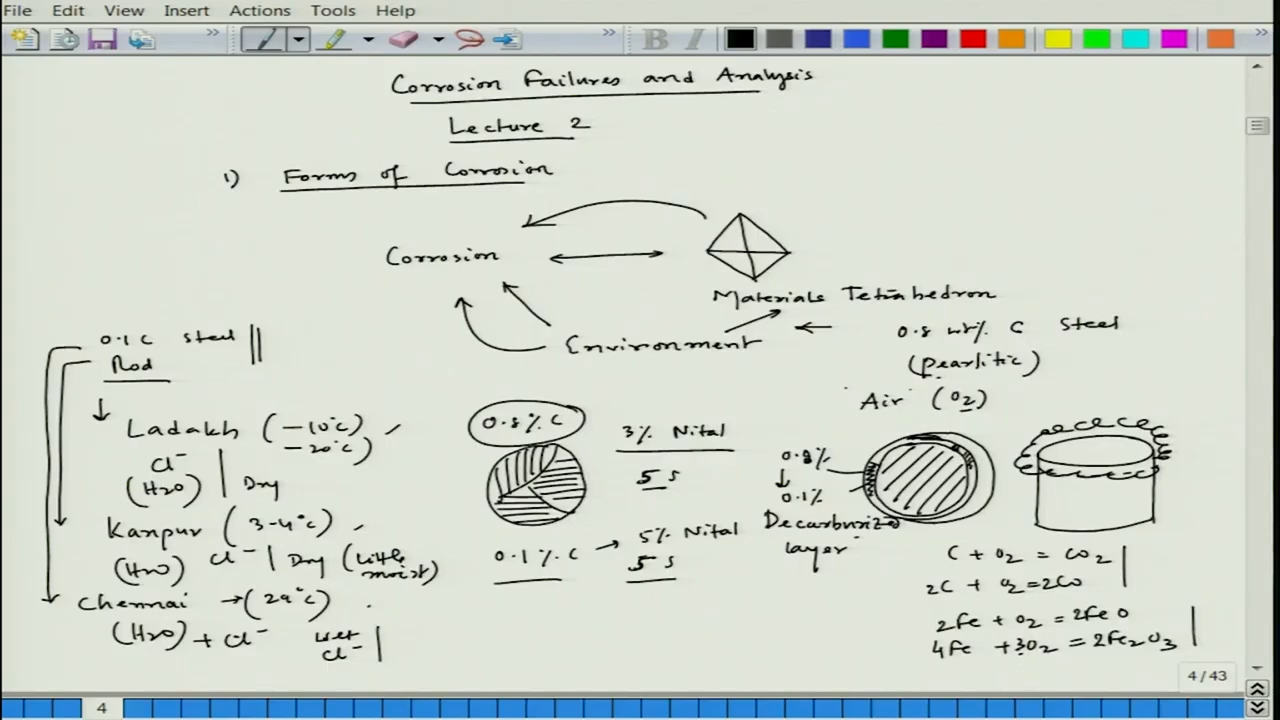 File Edit View Insert Actions Tools Help
Corrosion Failures and Analysis
Lecture 2
1) Forms of Corrosion
Corrosion
Materials Tetrahedron
Environment
0.1 C Steel
Rod
Ladakh (-10°C)
-20°C)
Cl-
(H2O) | Dry
Kanpur (3-4°C)
(H2O) Cl- | Dry (Little
moist)
Chennai → (29°C)
(H2O) + Cl- wet
Cl-
0.8% C
3% Nital
5 s
0.1% C → 5% Nital
5 s
0.8 wt% C Steel
(pearlitic)
Air (O2)
0.8%
0.1%
Decarburized
layer
C + O2 = CO2
2C + O2 = 2CO
2Fe + O2 = 2FeO
4Fe + 3O2 = 2Fe2O3
4/43
4